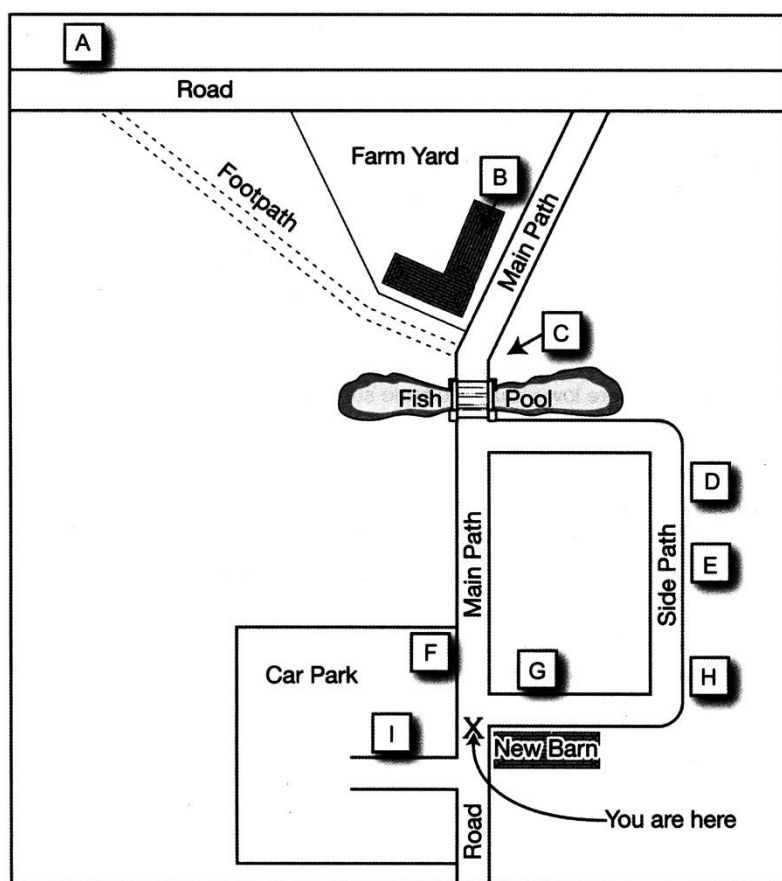 A
Road
Farm Yard
B
Footpath
Main Path
C
Fish Pool
D
Main Path
E
Side Path
F
Car Park
G
H
X
I
New Barn
You are here
Road